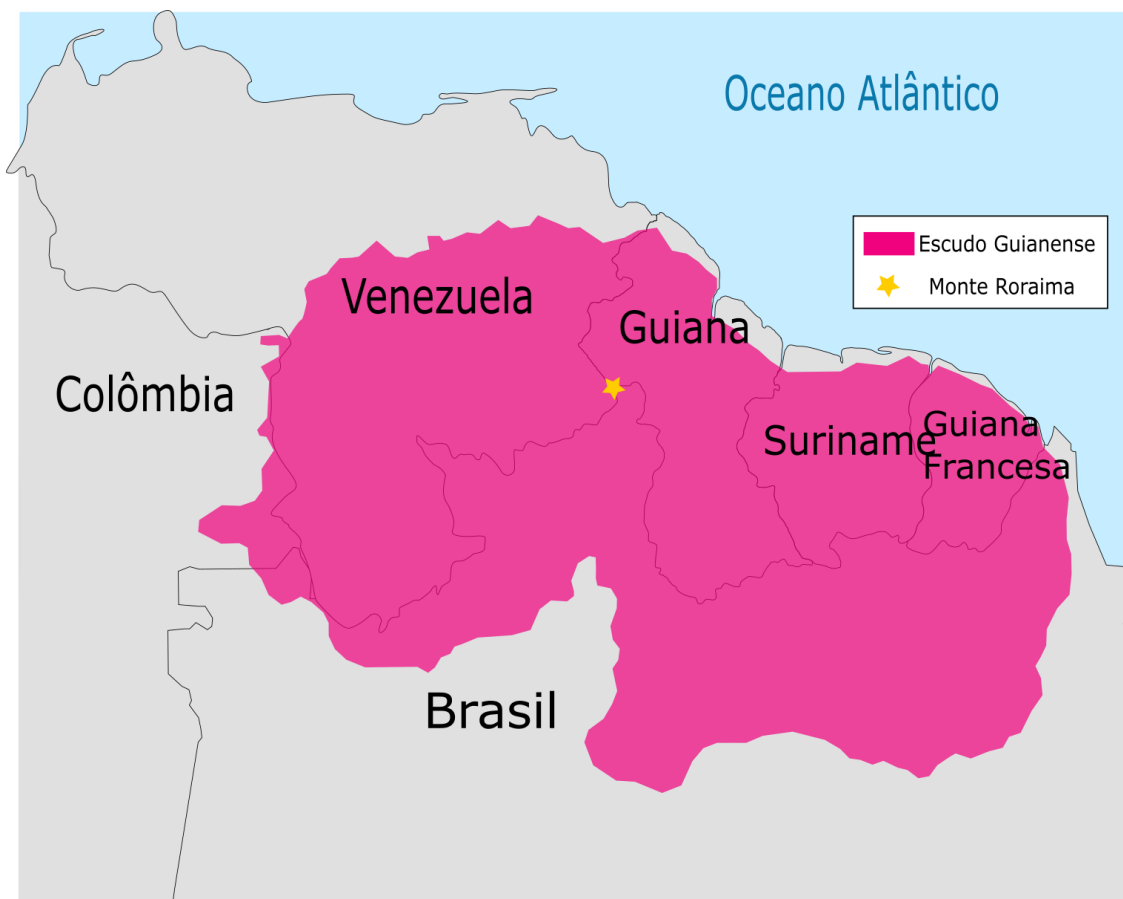 Oceano Atlântico
Escudo Guianense
Monte Roraima
Venezuela
Guiana
Colômbia
Suriname
Guiana
Francesa
Brasil